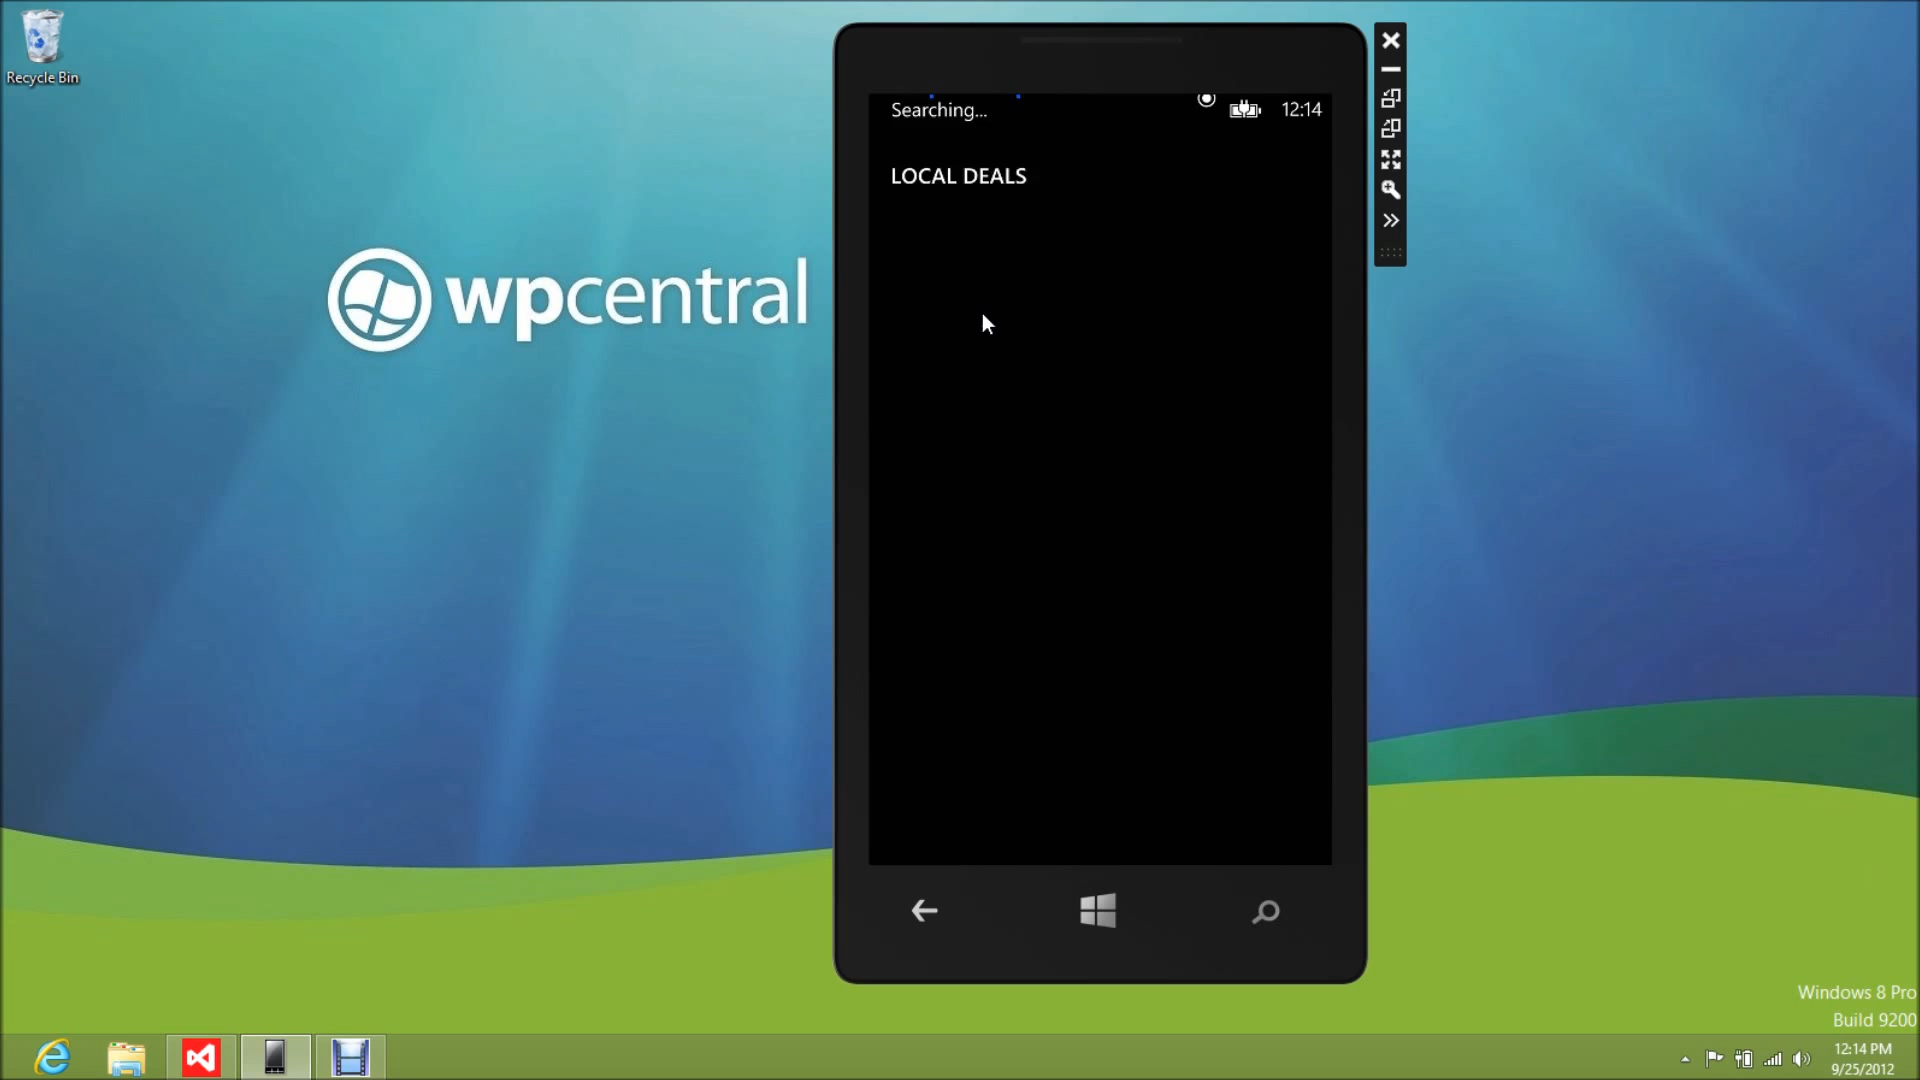 Recycle Bin
Searching...
12:14
LOCAL DEALS
wpcentral
Windows 8 Pro
Build 9200
12:14 PM
9/25/2012